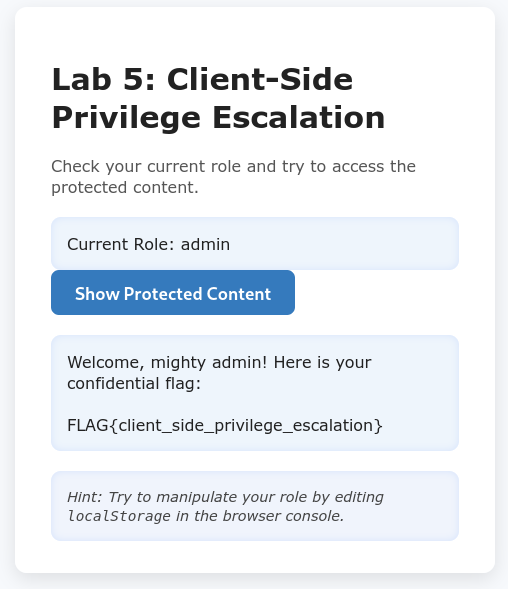 Lab 5: Client-Side
Privilege Escalation
Check your current role and try to access the
protected content.
Current Role: admin
Show Protected Content
Welcome, mighty admin! Here is your
confidential flag:
FLAG{client_side_privilege_escalation}
Hint: Try to manipulate your role by editing
localStorage in the browser console.